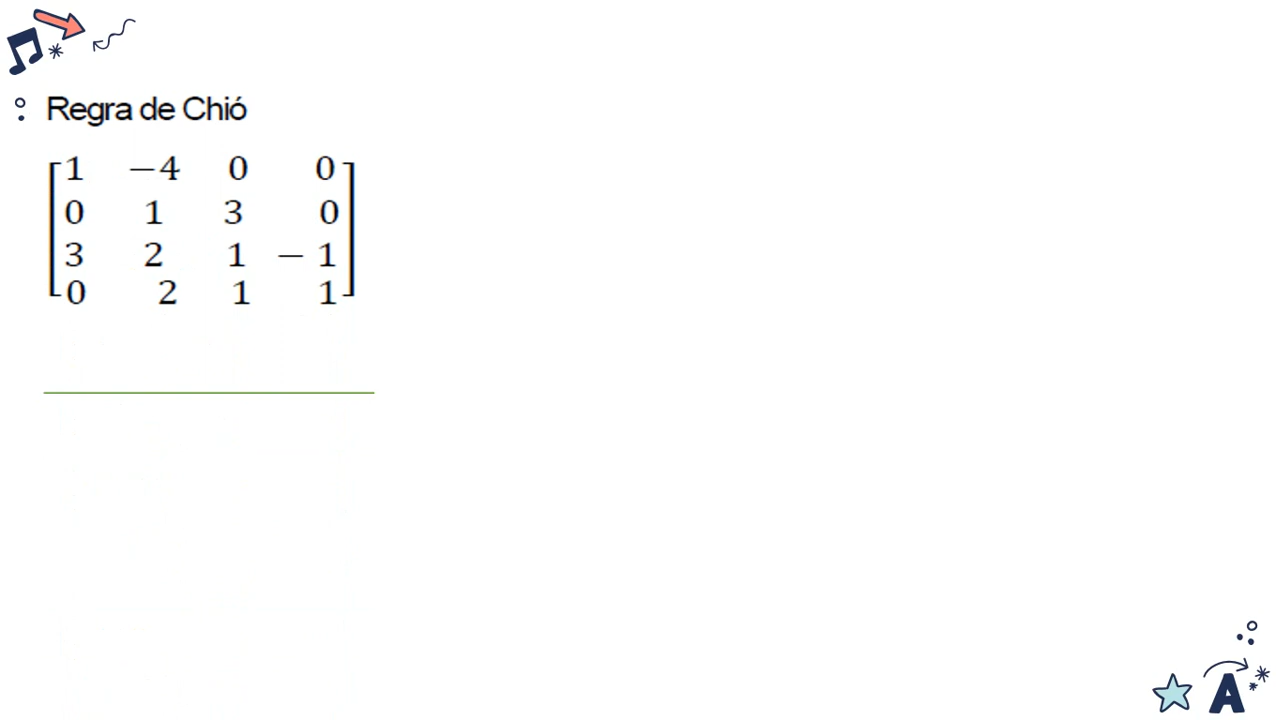 Regra de Chió
1 −4 0 0
0 1 3 0
3 2 1 − 1
0 2 1 1
A